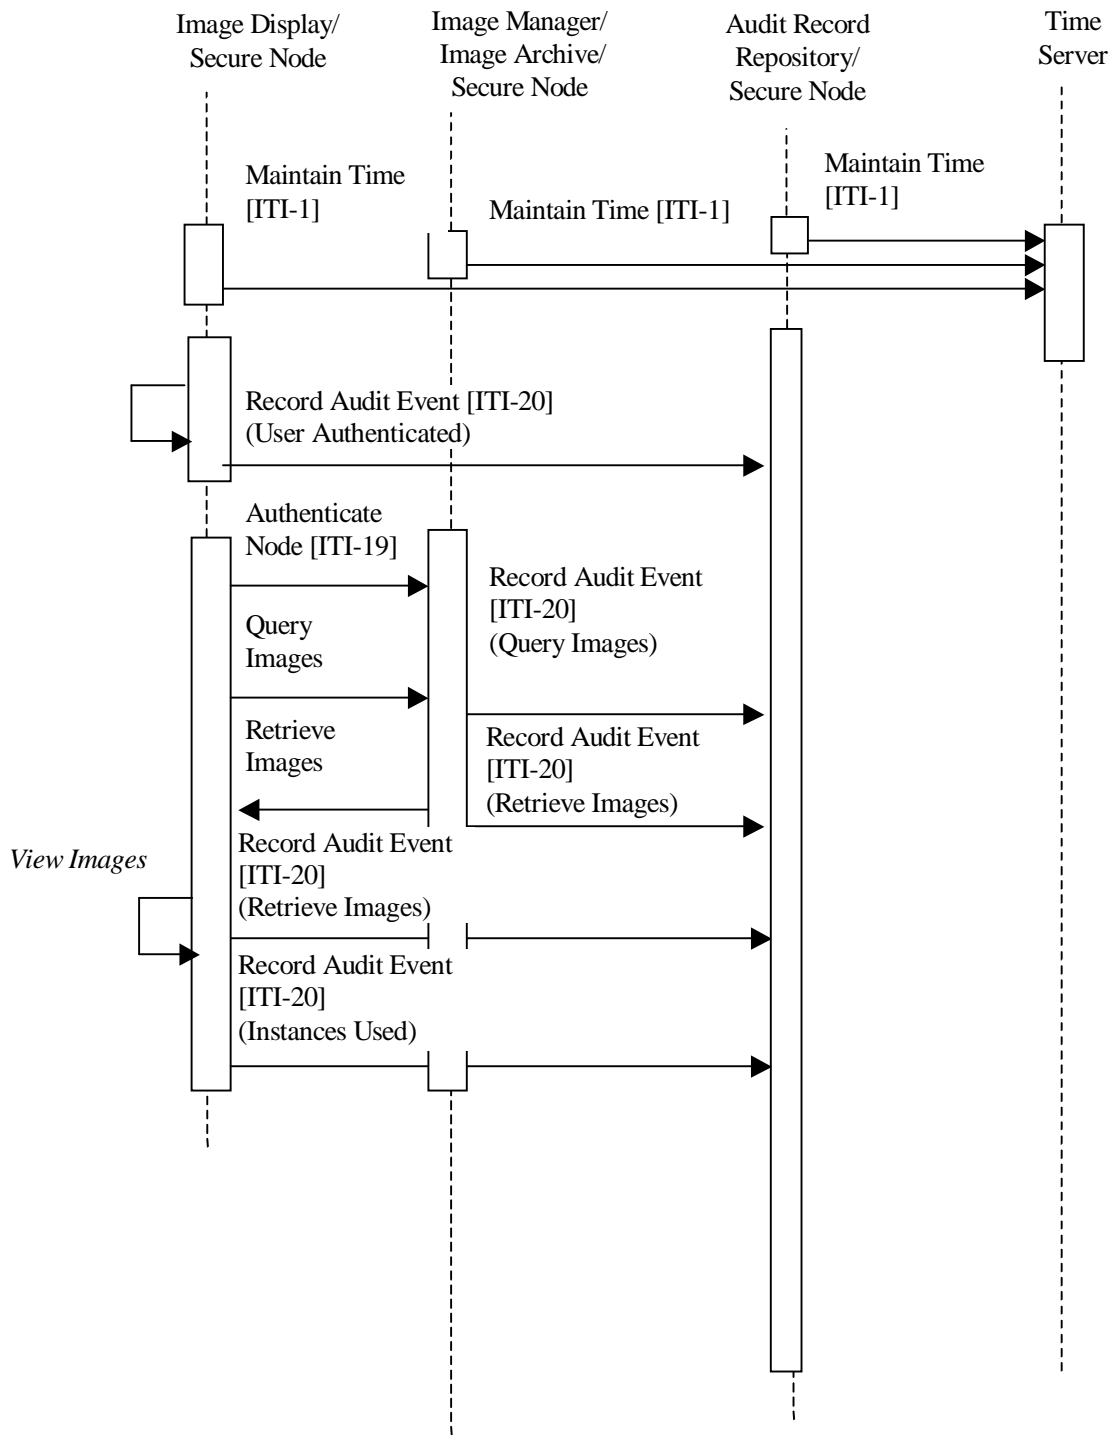 Image Display/
Secure Node
Image Manager/
Image Archive/
Secure Node
Audit Record
Repository/
Secure Node
Time
Server
Maintain Time
[ITI-1]
Maintain Time [ITI-1]
Maintain Time
[ITI-1]
Record Audit Event [ITI-20]
(User Authenticated)
Authenticate
Node [ITI-19]
Record Audit Event
[ITI-20]
(Query Images)
Query
Images
Retrieve
Images
Record Audit Event
[ITI-20]
(Retrieve Images)
View Images
Record Audit Event
[ITI-20]
(Retrieve Images)
Record Audit Event
[ITI-20]
(Instances Used)